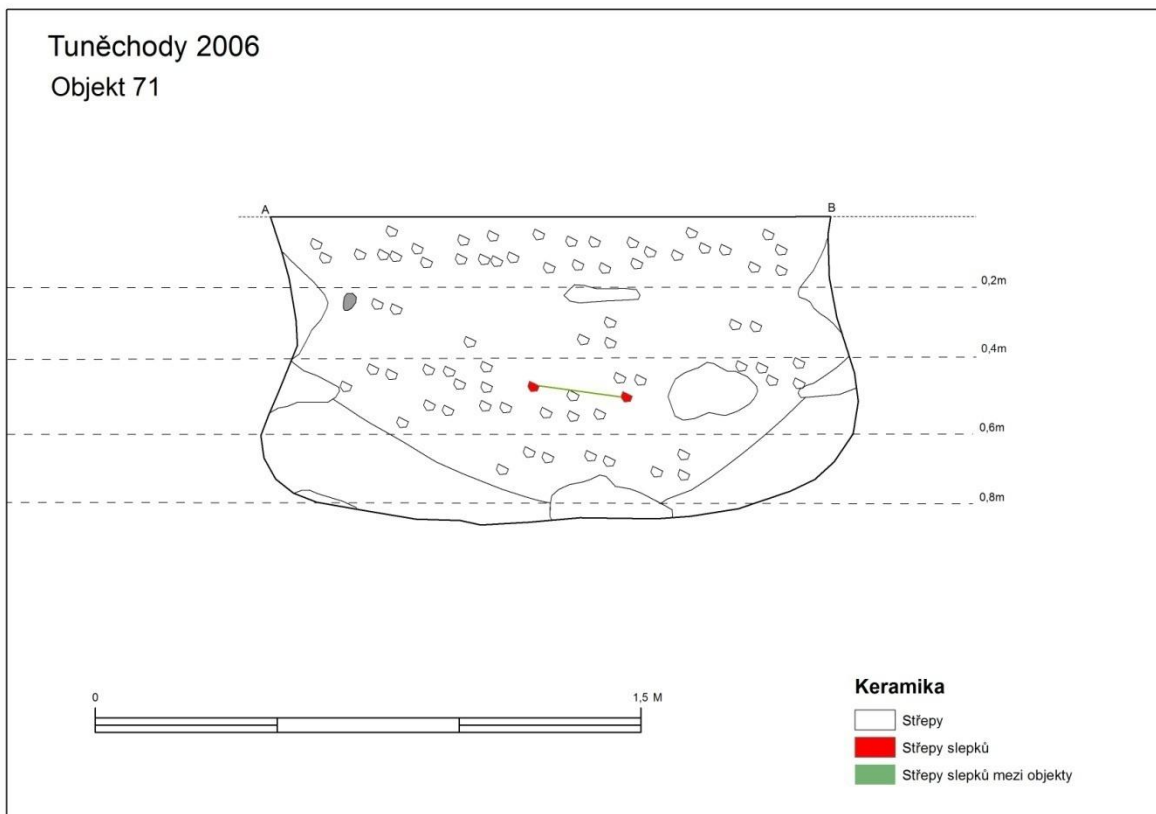 Tuněchody 2006
Objekt 71
A
B
0,2m
0,4m
0,6m
0,8m
0
1,5 M
Keramika
Střepy
Střepy slepků
Střepy slepků mezi objekty